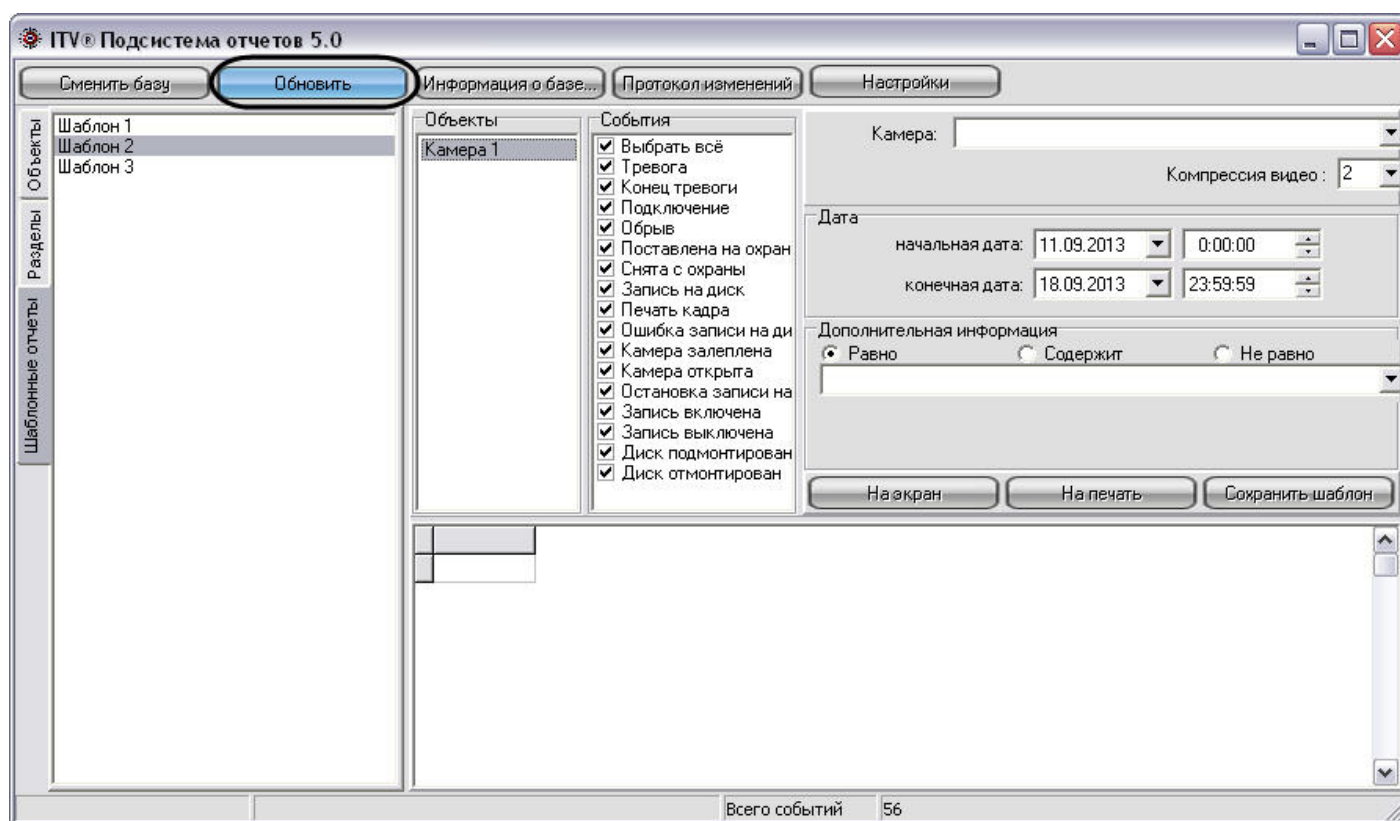 ITV® Подсистема отчетов 5.0
Сменить базу
Обновить
Информация о базе...
Протокол изменений
Настройки
Объекты
Разделы
Шаблонные отчеты
Шаблон 1
Шаблон 2
Шаблон 3
Объекты
Камера 1
События
Выбрать всё
Тревога
Конец тревоги
Подключение
Обрыв
Поставлена на охран
Снята с охраны
Запись на диск
Печать кадра
Ошибка записи на ди
Камера залеплена
Камера открыта
Остановка записи на
Запись включена
Запись выключена
Диск подмонтирован
Диск отмонтирован
Камера:
Компрессия видео : 2
Дата
начальная дата: 11.09.2013 0:00:00
конечная дата: 18.09.2013 23:59:59
Дополнительная информация
Равно Содержит Не равно
На экран
На печать
Сохранить шаблон
Всего событий 56